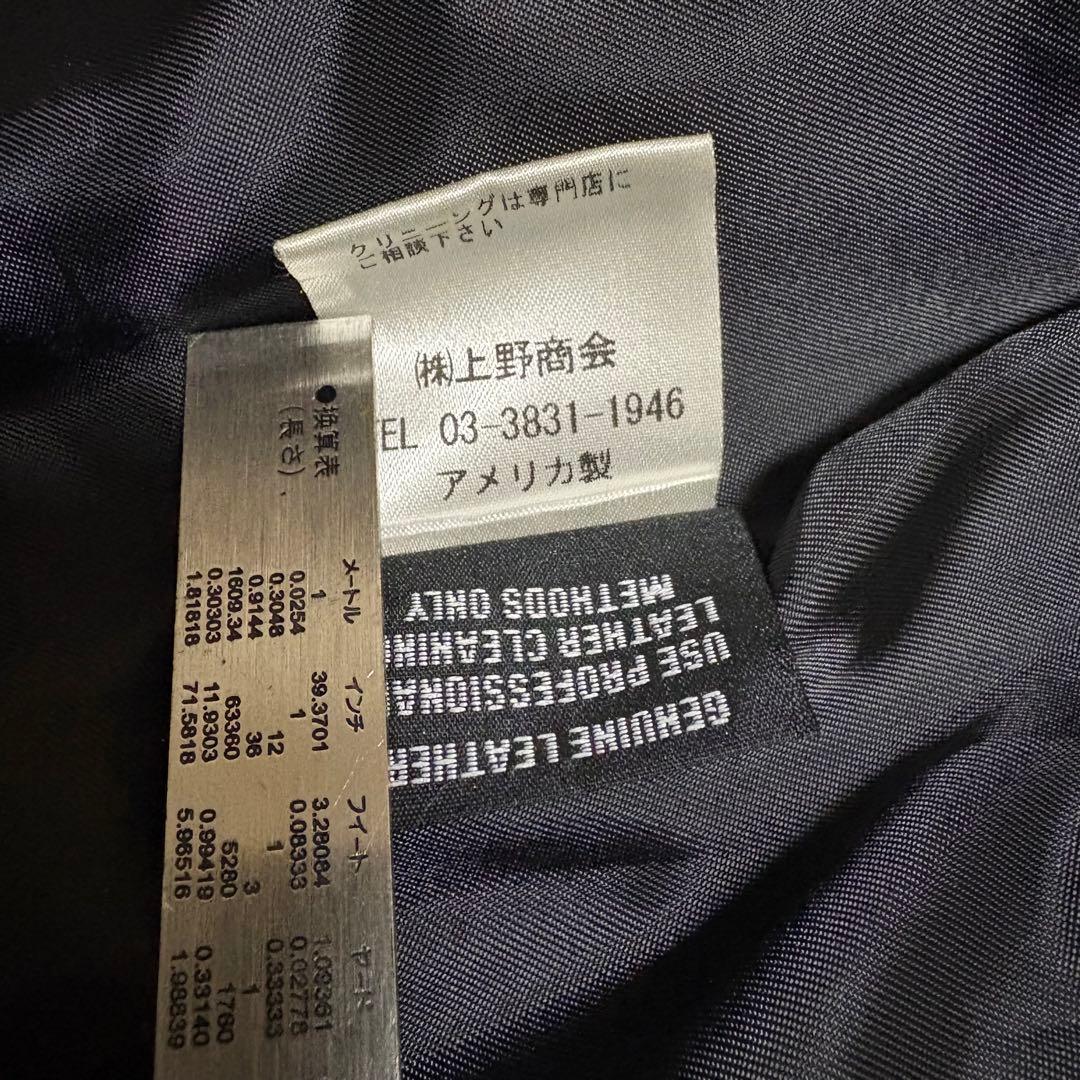 クリーニングは専門店に
ご相談下さい
㈱上野商会
TEL 03-3831-1946
アメリカ製
GENUINE LEATHER
USE PROFESSIONA
LEATHER CLEANIN
METHODS ONLY
●換算表
(長さ)
メートル インチ フイート ヤード
1 39.3701 3.28084 1.09361
0.0254 1 0.08333 0.02778
0.3048 12 1 0.33333
0.9144 36 3 1
1609.34 63360 5280 1760
0.30303 11.9303 0.99419 0.33140
1.81818 71.5818 5.96516 1.98839